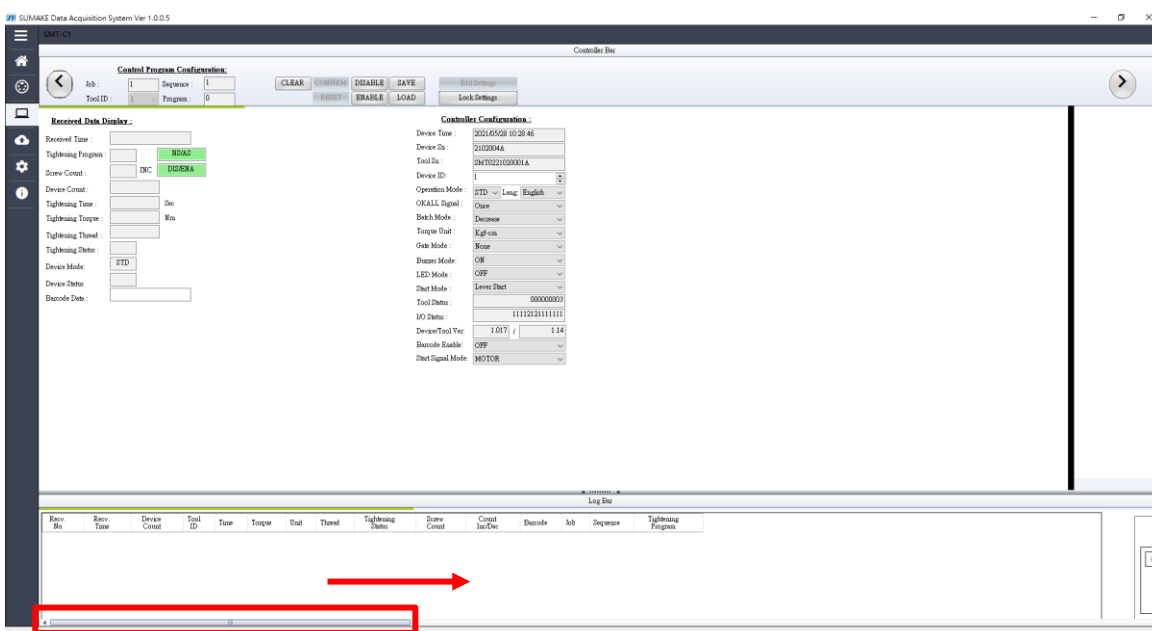 SUMAKE Data Acquisition System Ver 1.0.0.5
SMT-C1
Controller Bar
Control Program Configuration:
Job : 1 Sequence : 1
Tool ID : 1 Program : 0
CLEAR CONFIRM DISABLE SAVE Edit Settings
RESET ENABLE LOAD Lock Settings
Received Data Display :
Received Time :
Tightening Program : NS/AS
Screw Count : INC DIS/ENA
Device Count :
Tightening Time : Sec
Tightening Torque : Nm
Tightening Thread :
Tightening Status :
Device Mode: STD
Device Status
Barcode Data :
Controller Configuration :
Device Time : 2021/05/28 10:28:46
Device Sn : 2102004A
Tool Sn : SMT0221020001A
Device ID: 1
Operation Mode : STD Lang: English
OKALL Signal : Once
Batch Mode : Decrease
Torque Unit : Kgf-cm
Gate Mode : None
Buzzer Mode: ON
LED Mode : OFF
Start Mode : Lever Start
Tool Status : 000000003
I/O Status : 11112121111111
Device/Tool Ver: 1.017 / 1.14
Barcode Enable: OFF
Start Signal Mode: MOTOR
Log Bar
Recv. No Recv. Time Device Count Tool ID Time Torque Unit Thread Tightening Status Screw Count Count Inc/Dec Barcode Job Sequence Tightening Program